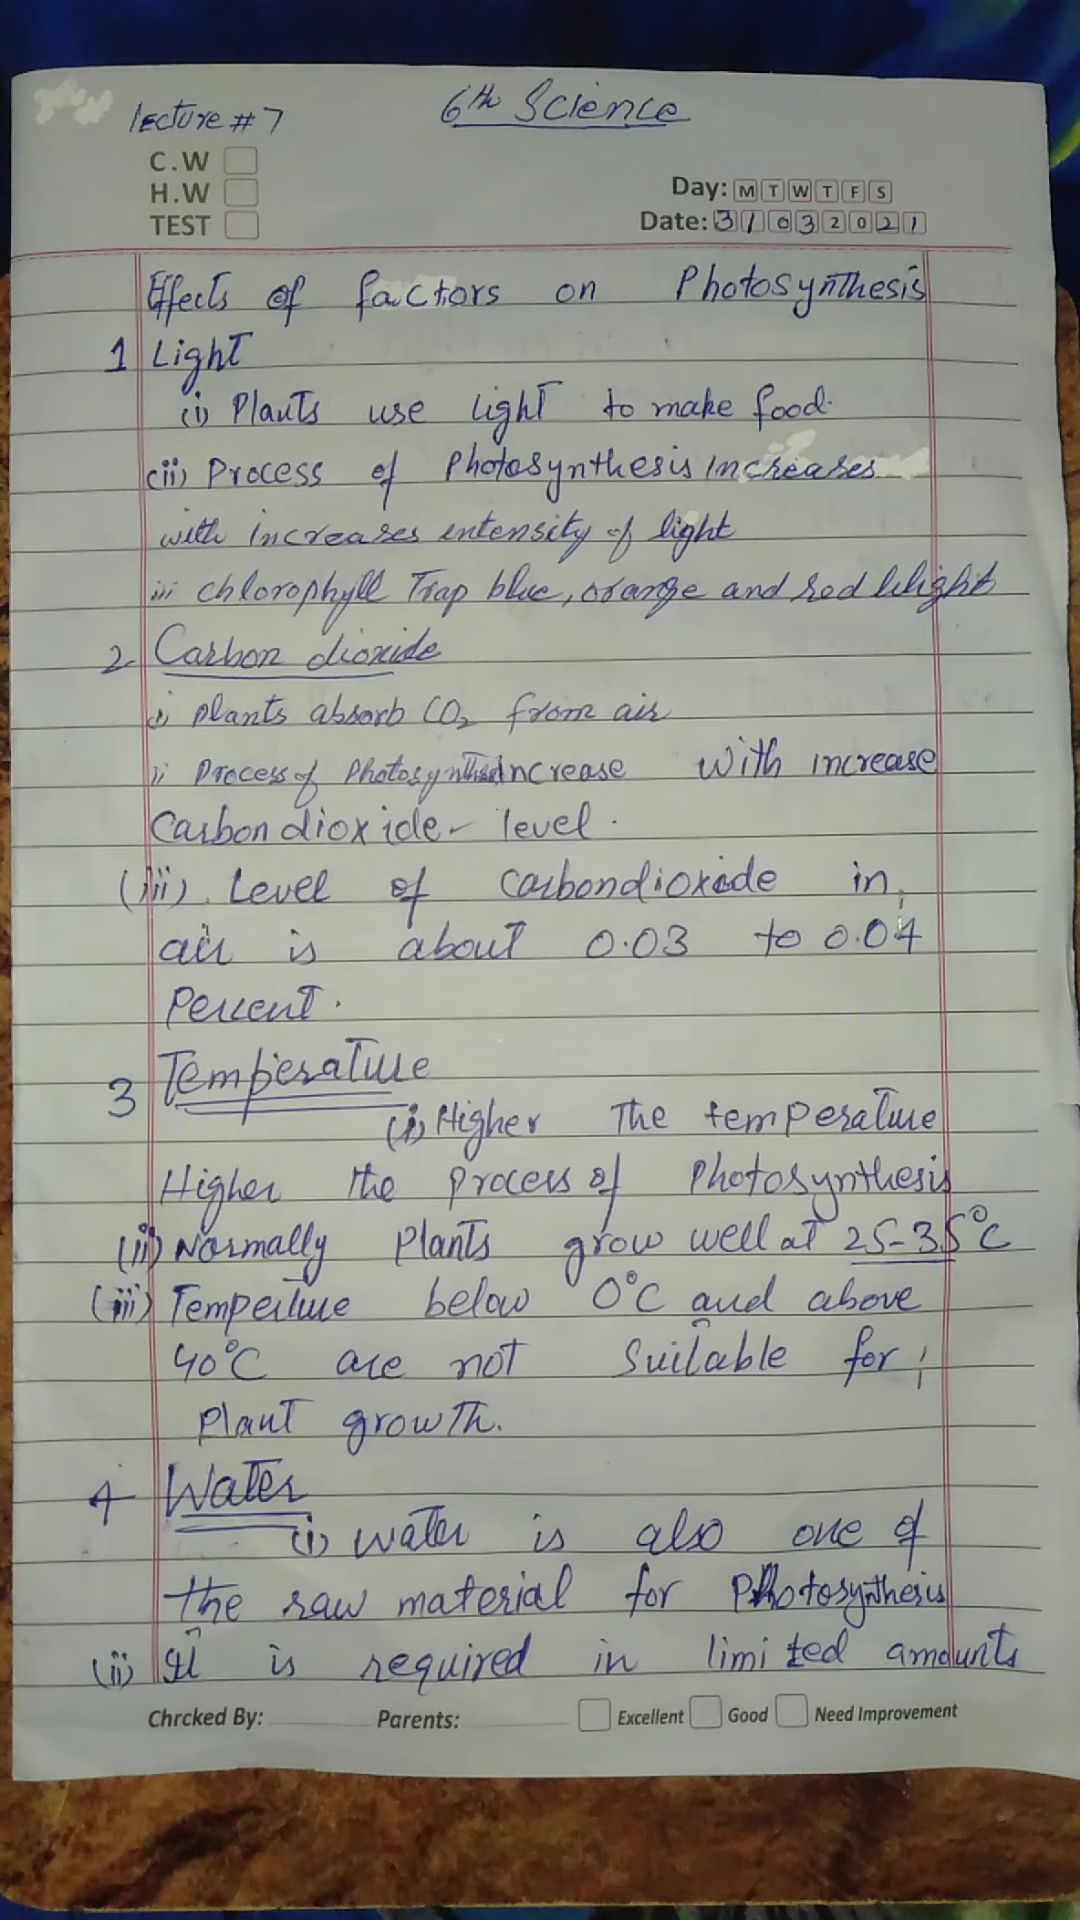 lecture #7
6th Science
C.W
H.W
TEST
Day: M T W T F S
Date: 31 03 2021
Effects of factors on Photosynthesis
1 Light
(i) Plants use light to make food.
(ii) Process of Photosynthesis increases
with increases intensity of light
iii chlorophyll Trap blue, orange and red light
2 Carbon dioxide
(i) plants absorb CO₂ from air
ii Process of Photosynthesis increase with increase
Carbondioxide level.
(iii). Level of Carbondioxide in
air is about 0.03 to 0.04
Percent.
3 Temperature
(i) Higher The temperature
Higher the process of Photosynthesis
(ii) Normally Plants grow well at 25-35°C
(iii) Temperture below 0°C and above
40°C are not Suitable for
Plant growth.
4 Water
(i) Water is also one of
the raw material for Photosynthesis
(ii) It is required in limited amounts
Chrcked By: Parents: Excellent Good Need Improvement